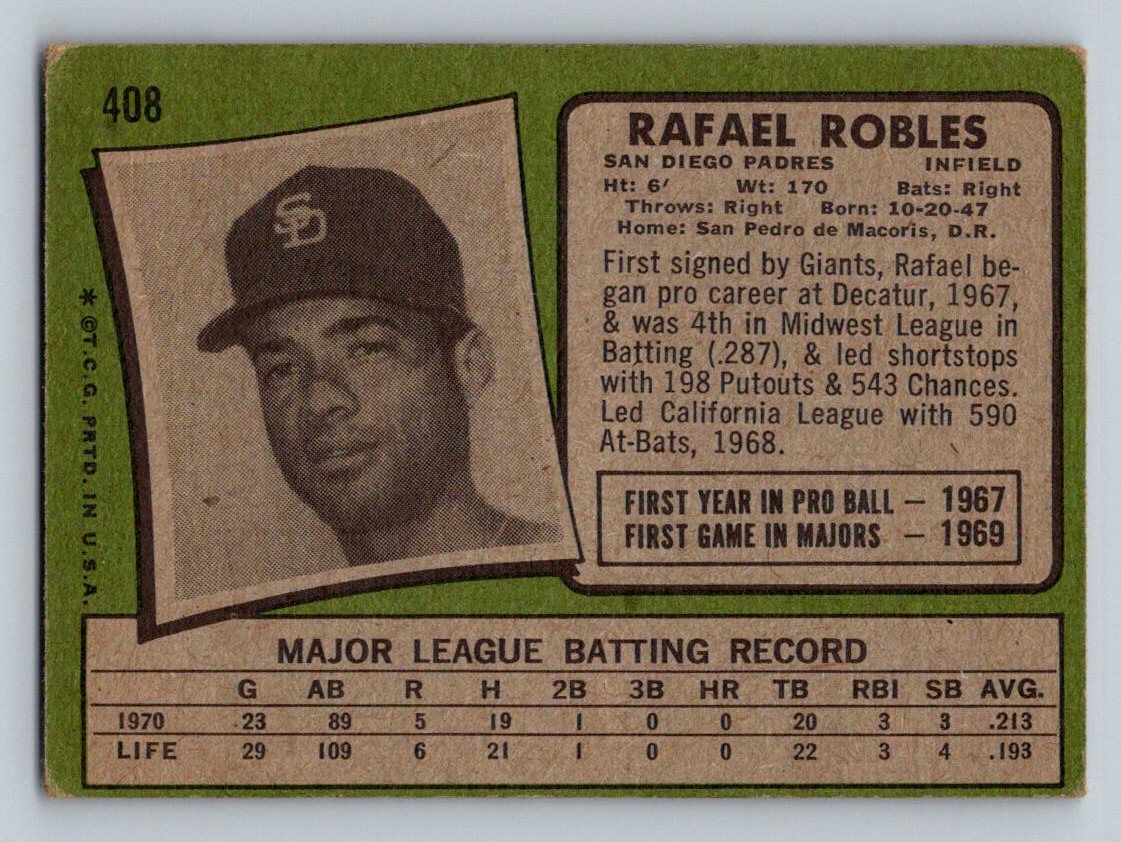 408
SD
RAFAEL ROBLES
SAN DIEGO PADRES INFIELD
Ht: 6′ Wt: 170 Bats: Right
Throws: Right Born: 10-20-47
Home: San Pedro de Macoris, D.R.
First signed by Giants, Rafael be-
gan pro career at Decatur, 1967,
& was 4th in Midwest League in
Batting (.287), & led shortstops
with 198 Putouts & 543 Chances.
Led California League with 590
At-Bats, 1968.
FIRST YEAR IN PRO BALL — 1967
FIRST GAME IN MAJORS — 1969
* ©T.C.G. PRTD. IN U.S.A.
MAJOR LEAGUE BATTING RECORD
G AB R H 2B 3B HR TB RBI SB AVG.
1970 23 89 5 19 1 0 0 20 3 3 .213
LIFE 29 109 6 21 1 0 0 22 3 4 .193